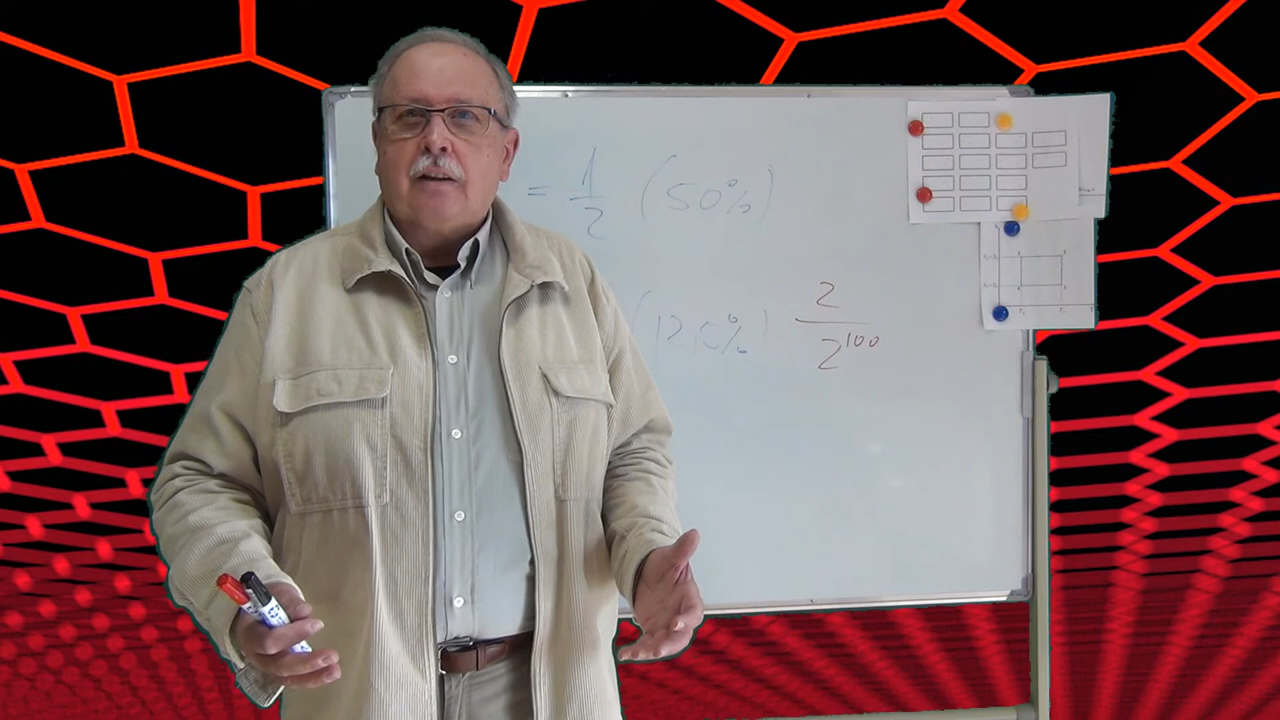 = 1/2 (50%)
(12,5%) 2/2^100